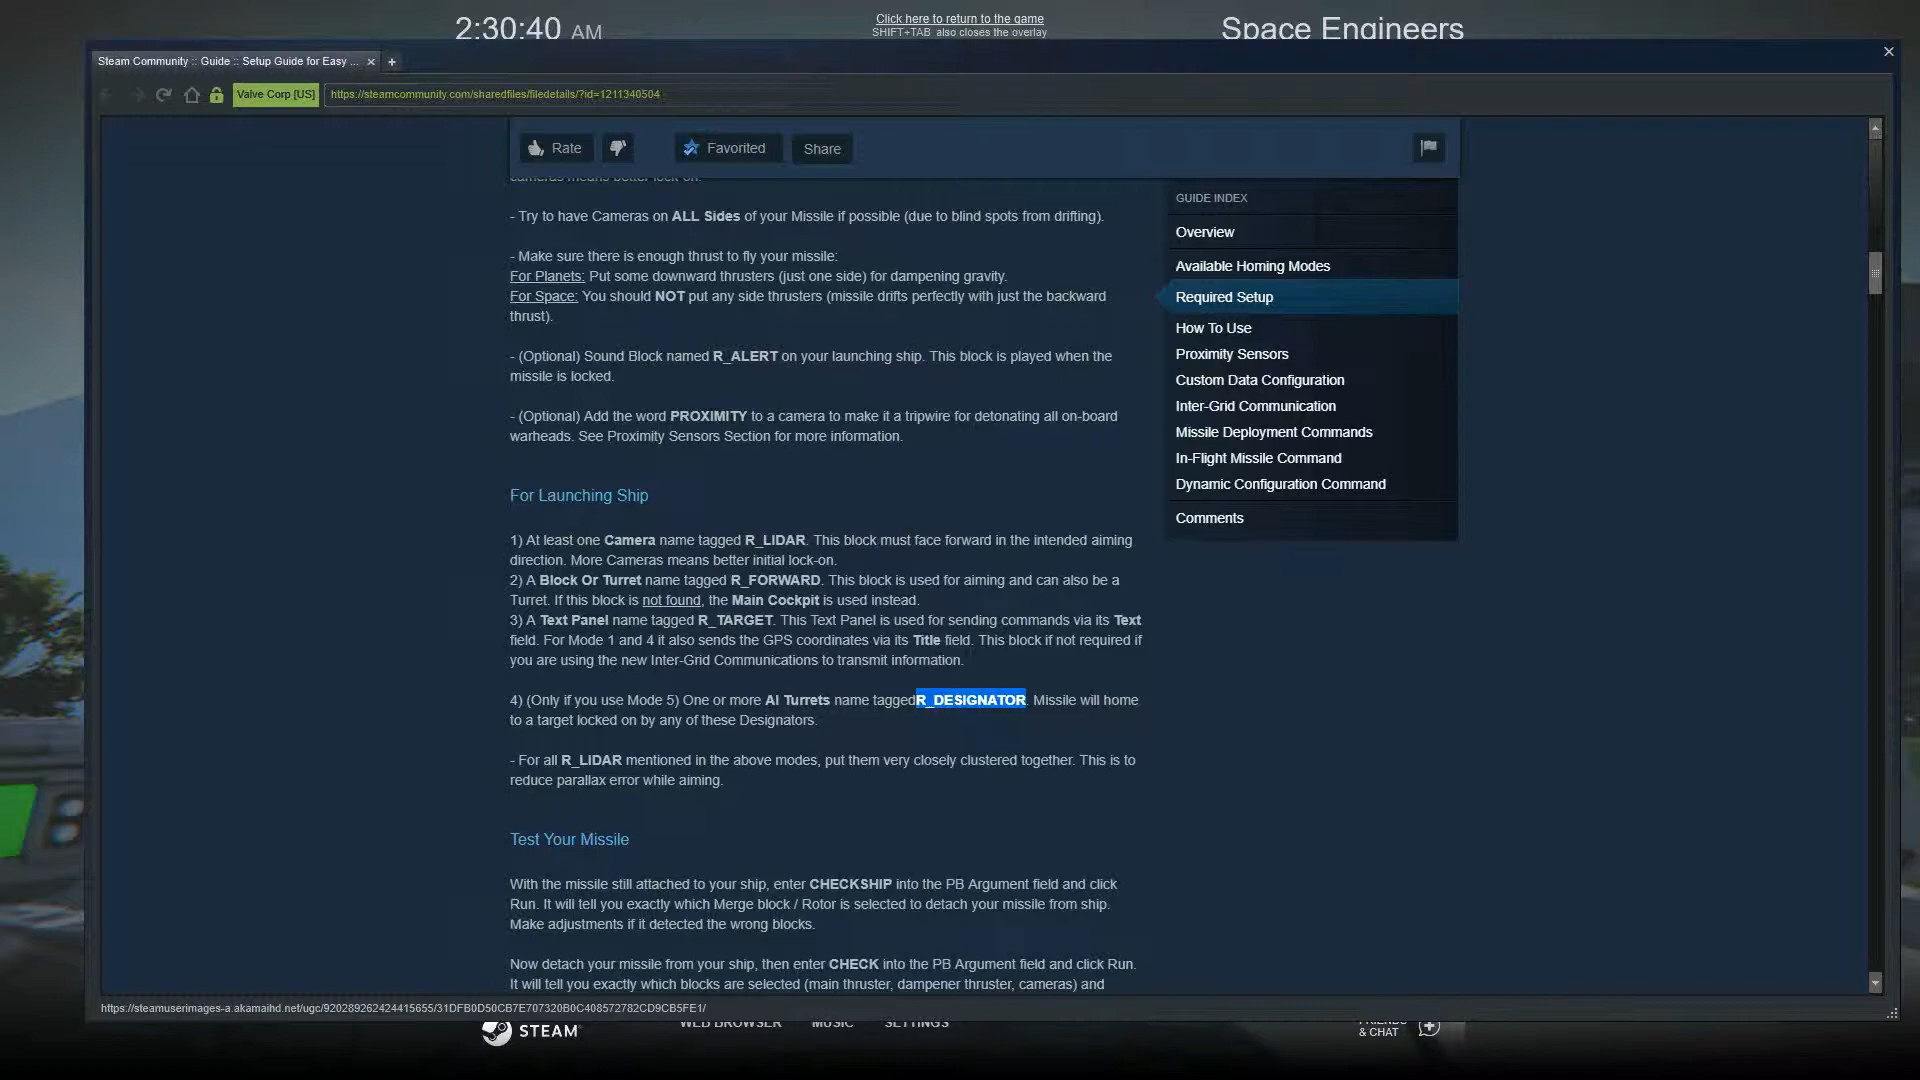 2:30:40 AM
Click here to return to the game
SHIFT+TAB also closes the overlay
Space Engineers
Steam Community :: Guide :: Setup Guide for Easy ...
Valve Corp [US]
https://steamcommunity.com/sharedfiles/filedetails/?id=1211340504
Rate
Favorited
Share
cameras means better lock-on.
- Try to have Cameras on ALL Sides of your Missile if possible (due to blind spots from drifting).
- Make sure there is enough thrust to fly your missile:
For Planets: Put some downward thrusters (just one side) for dampening gravity.
For Space: You should NOT put any side thrusters (missile drifts perfectly with just the backward
thrust).
- (Optional) Sound Block named R_ALERT on your launching ship. This block is played when the
missile is locked.
- (Optional) Add the word PROXIMITY to a camera to make it a tripwire for detonating all on-board
warheads. See Proximity Sensors Section for more information.
For Launching Ship
1) At least one Camera name tagged R_LIDAR. This block must face forward in the intended aiming
direction. More Cameras means better initial lock-on.
2) A Block Or Turret name tagged R_FORWARD. This block is used for aiming and can also be a
Turret. If this block is not found, the Main Cockpit is used instead.
3) A Text Panel name tagged R_TARGET. This Text Panel is used for sending commands via its Text
field. For Mode 1 and 4 it also sends the GPS coordinates via its Title field. This block if not required if
you are using the new Inter-Grid Communications to transmit information.
4) (Only if you use Mode 5) One or more AI Turrets name tagged R_DESIGNATOR. Missile will home
to a target locked on by any of these Designators.
- For all R_LIDAR mentioned in the above modes, put them very closely clustered together. This is to
reduce parallax error while aiming.
Test Your Missile
With the missile still attached to your ship, enter CHECKSHIP into the PB Argument field and click
Run. It will tell you exactly which Merge block / Rotor is selected to detach your missile from ship.
Make adjustments if it detected the wrong blocks.
Now detach your missile from your ship, then enter CHECK into the PB Argument field and click Run.
It will tell you exactly which blocks are selected (main thruster, dampener thruster, cameras) and
GUIDE INDEX
Overview
Available Homing Modes
Required Setup
How To Use
Proximity Sensors
Custom Data Configuration
Inter-Grid Communication
Missile Deployment Commands
In-Flight Missile Command
Dynamic Configuration Command
Comments
https://steamuserimages-a.akamaihd.net/ugc/920289262424415655/31DFB0D50CB7E707320B0C408572782CD9CB5FE1/
STEAM
WEB BROWSER
MUSIC
SETTINGS
FRIENDS
& CHAT